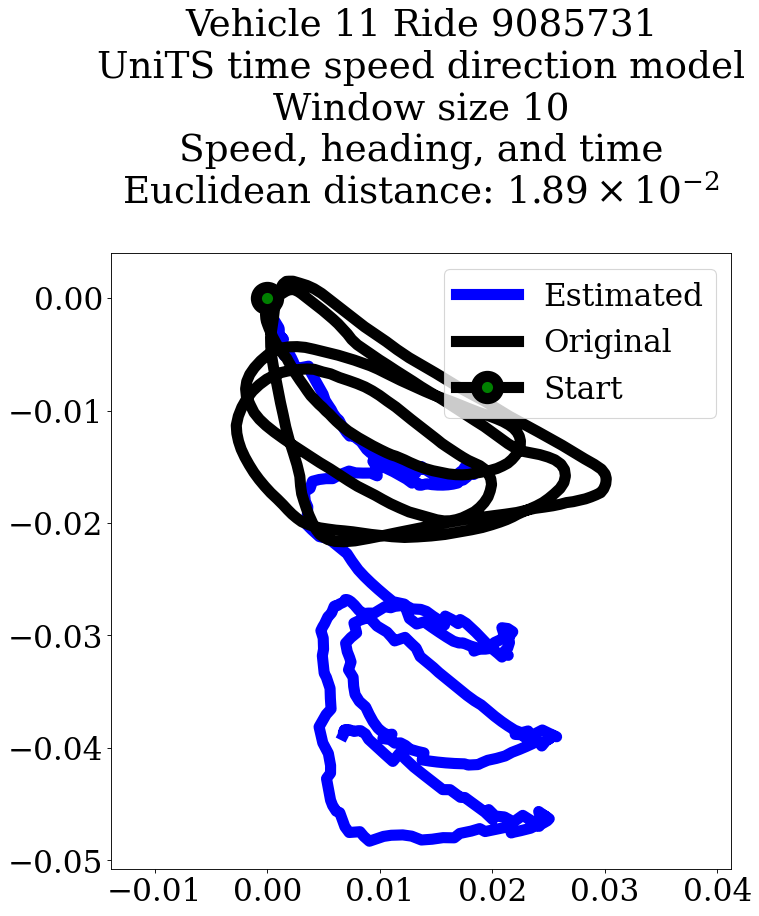 Vehicle 11 Ride 9085731
UniTS time speed direction model
Window size 10
Speed, heading, and time
Euclidean distance: 1.89 × 10⁻²
Estimated
Original
Start
0.00
−0.01
−0.02
−0.03
−0.04
−0.05
−0.01 0.00 0.01 0.02 0.03 0.04